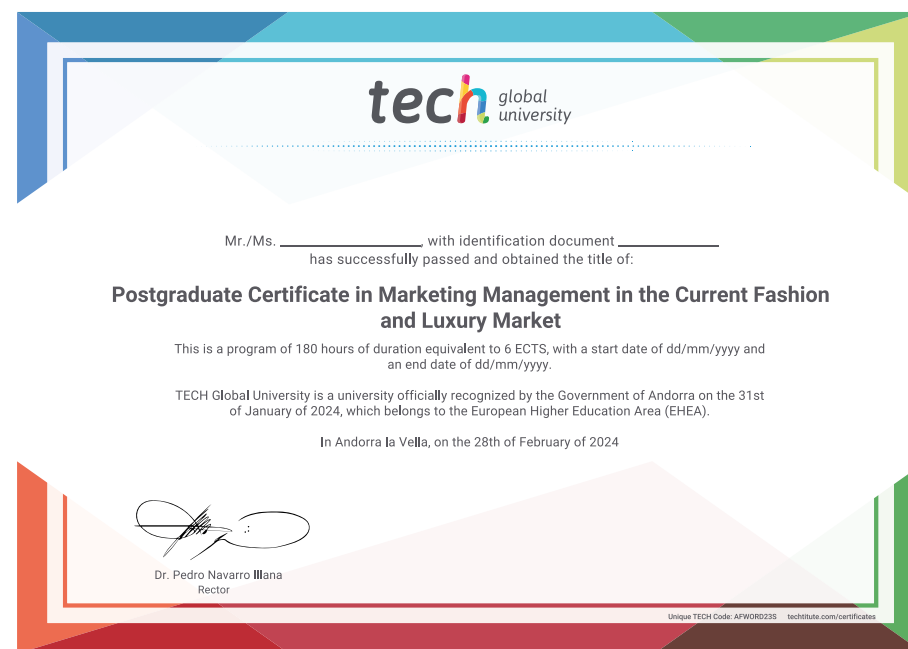 tech global university
Mr./Ms. ____________________, with identification document ______________
has successfully passed and obtained the title of:
Postgraduate Certificate in Marketing Management in the Current Fashion
and Luxury Market
This is a program of 180 hours of duration equivalent to 6 ECTS, with a start date of dd/mm/yyyy and
an end date of dd/mm/yyyy.
TECH Global University is a university officially recognized by the Government of Andorra on the 31st
of January of 2024, which belongs to the European Higher Education Area (EHEA).
In Andorra la Vella, on the 28th of February of 2024
Dr. Pedro Navarro Illana
Rector
Unique TECH Code: AFWORD23S techtitute.com/certificates